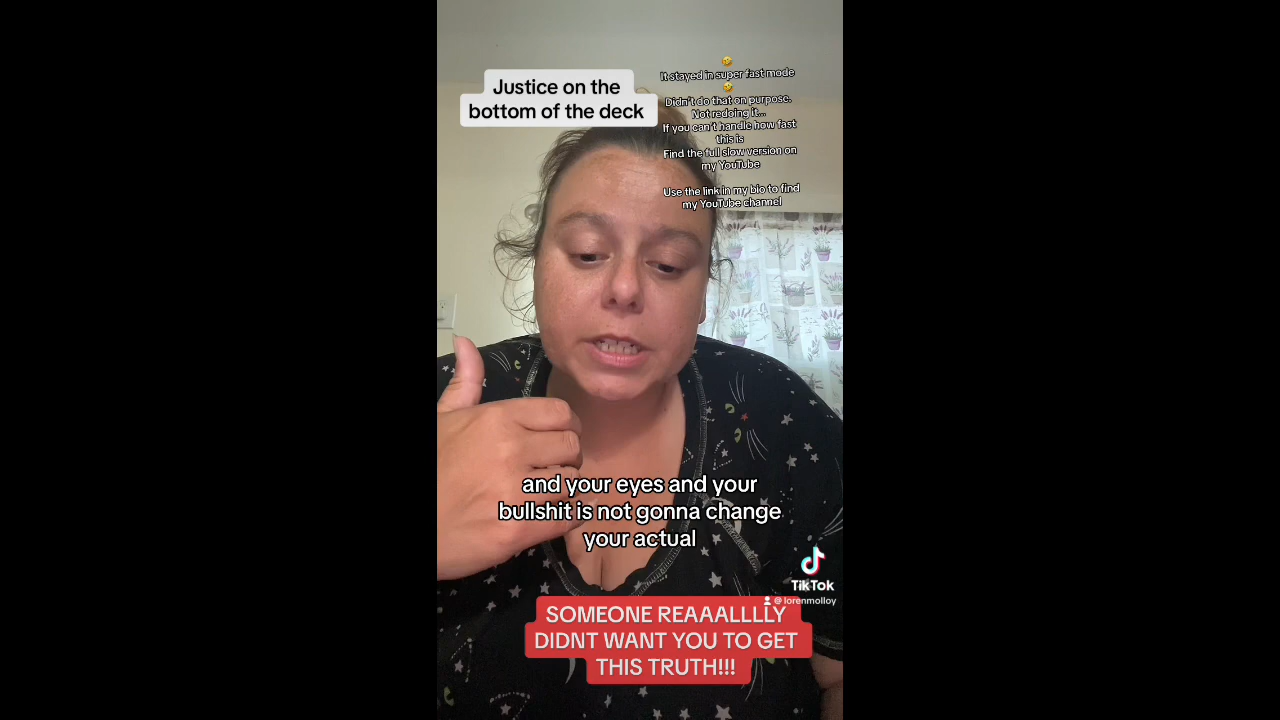 Justice on the
bottom of the deck
🤣
It stayed in super fast mode
🤣
Didn't do that on purpose.
Not redoing it...
If you can't handle how fast
this is
Find the full slow version on
my YouTube
Use the link in my bio to find
my YouTube channel
and your eyes and your
bullshit is not gonna change
your actual
TikTok
@lorenmolloy
SOMEONE REAAALLLLY
DIDNT WANT YOU TO GET
THIS TRUTH!!!